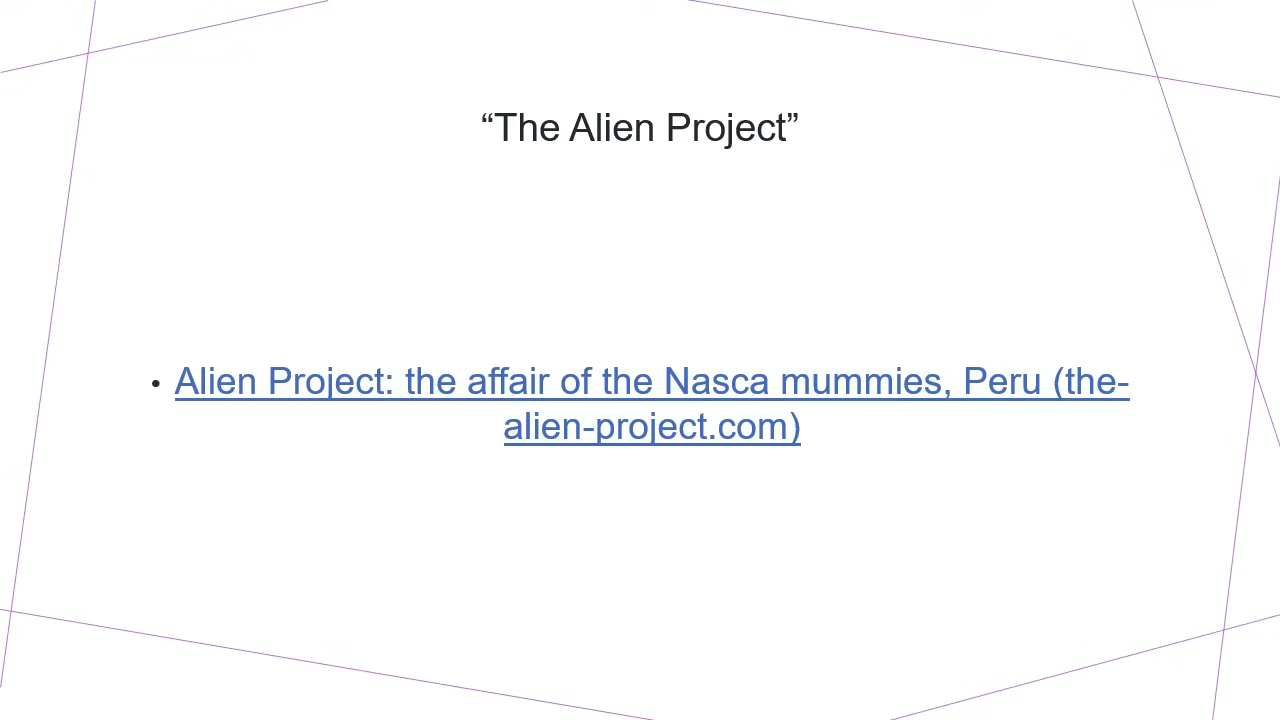 “The Alien Project”
• Alien Project: the affair of the Nasca mummies, Peru (the-
alien-project.com)